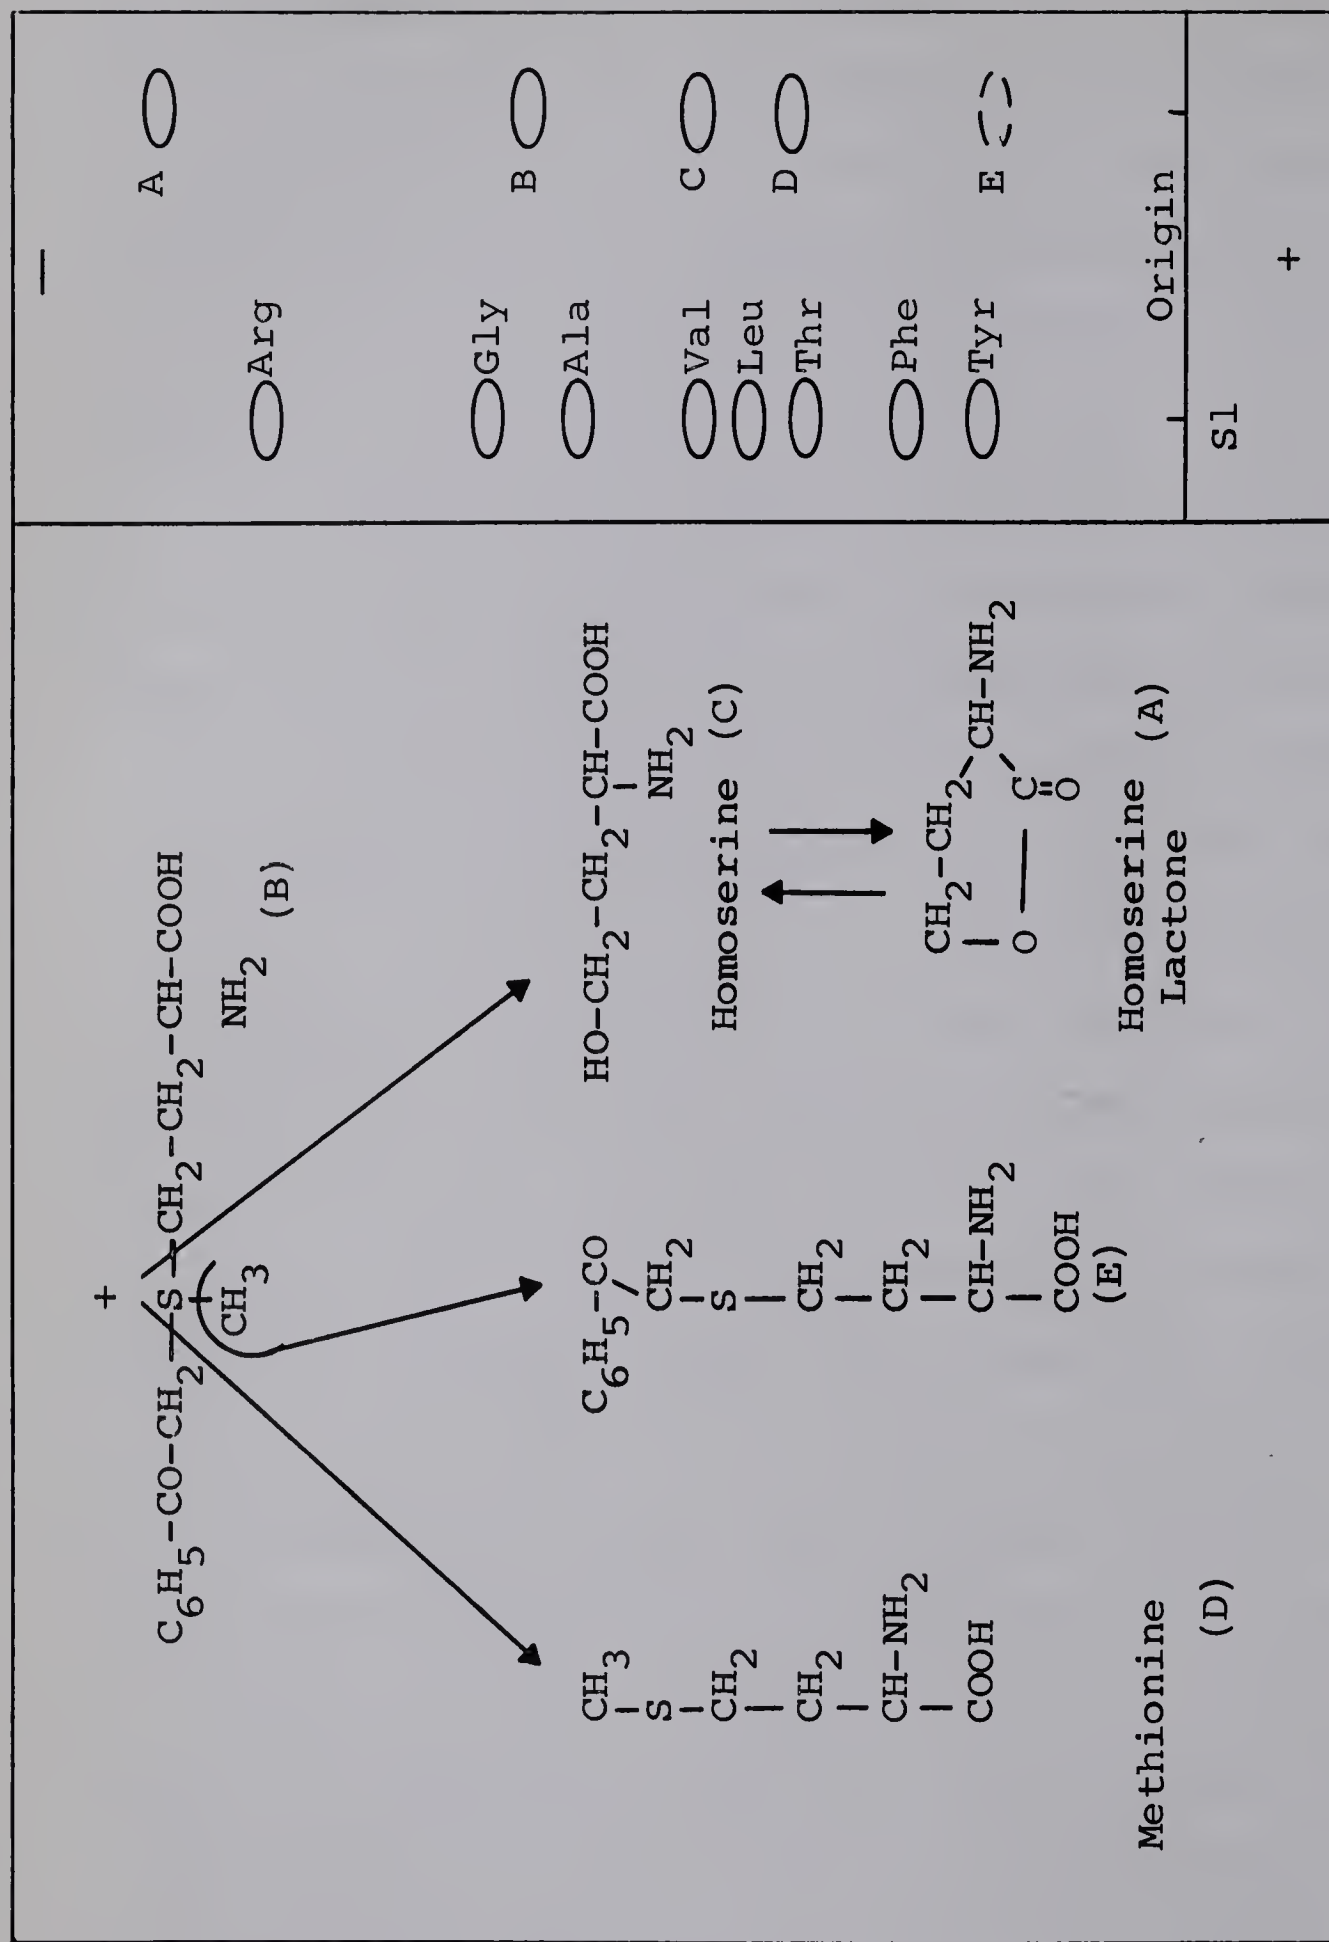 +
C6H5-CO-CH2-S-CH2-CH2-CH-COOH
CH3
NH2
(B)
CH3
S
CH2
CH2
CH-NH2
COOH
Methionine
(D)
C6H5-CO
CH2
S
CH2
CH2
CH-NH2
COOH
(E)
HO-CH2-CH2-CH-COOH
NH2
Homoserine (C)
CH2-CH2
CH-NH2
O
C
O
Homoserine (A)
Lactone
−
Arg
Gly
Ala
Val
Leu
Thr
Phe
Tyr
A
B
C
D
E
Origin
S1
+